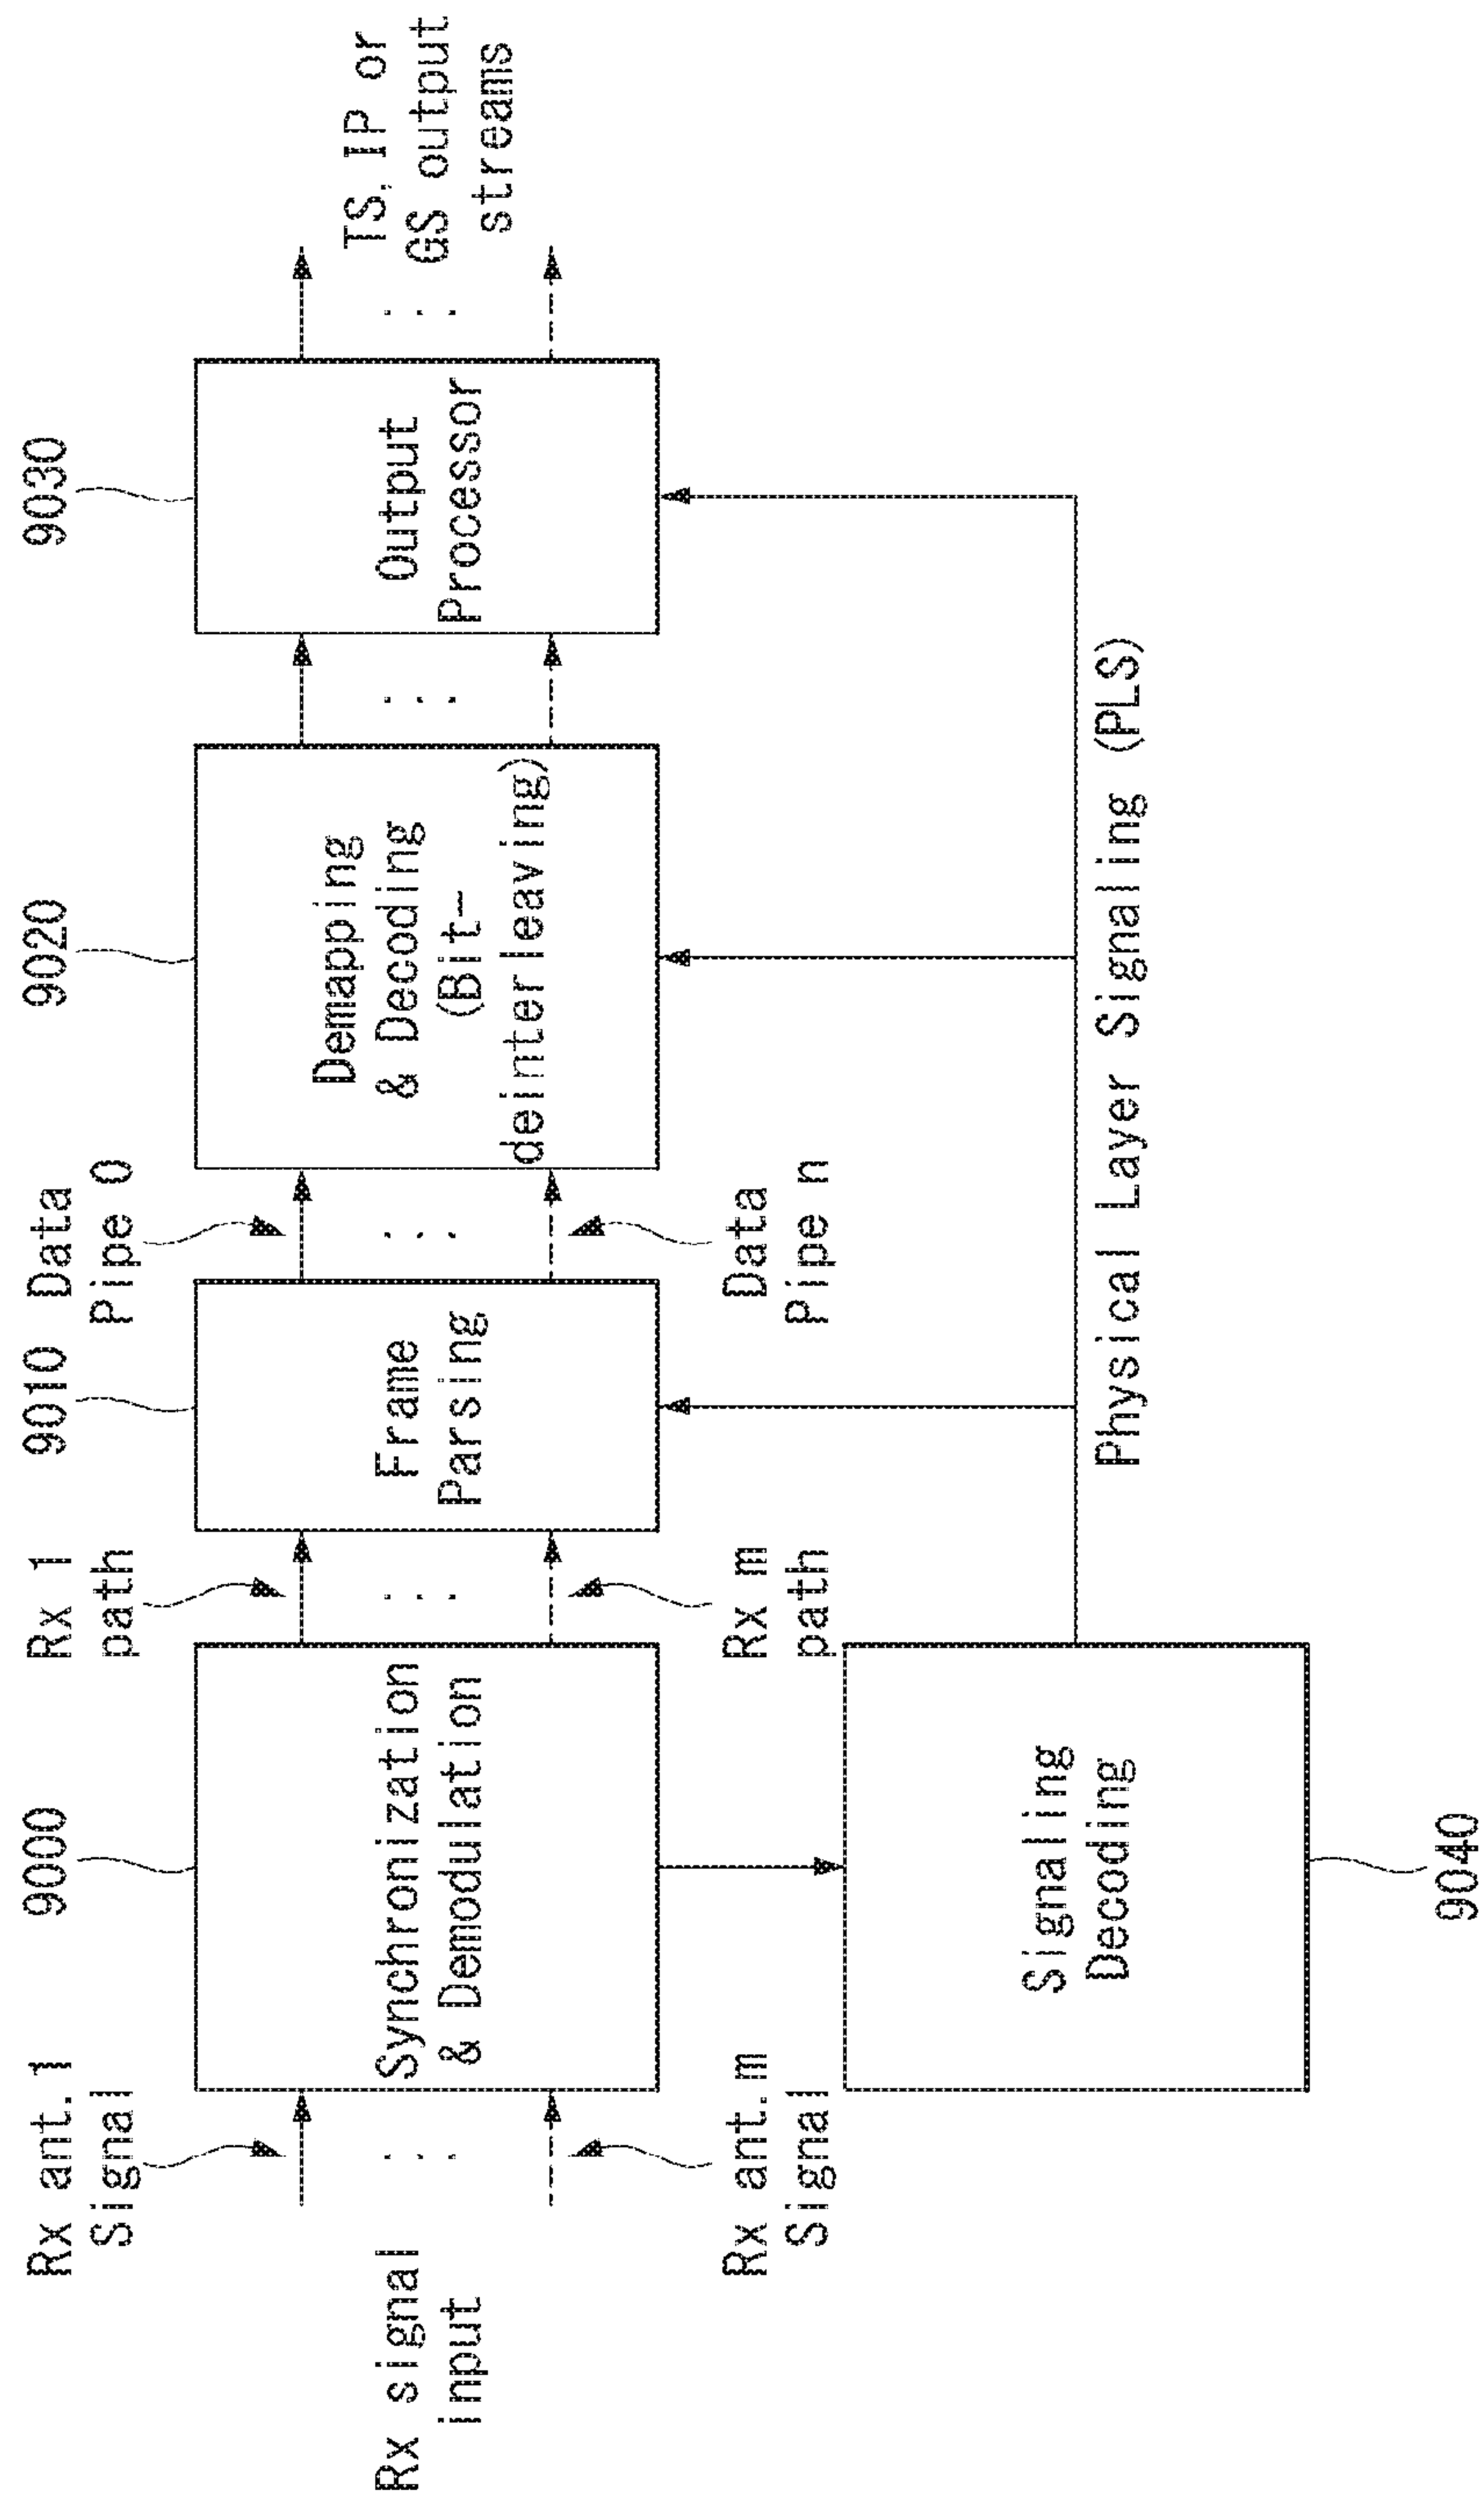 9000
9010
9020
9030
Rx ant.1
Signal
Rx 1
path
Data
Pipe 0
Rx signal
input
Synchronization
& Demodulation
Frame
Parsing
Demapping
& Decoding
(Bit-
deinterleaving)
Output
Processor
TS, IP or
GS output
streams
Rx ant.m
Signal
Rx m
path
Data
Pipe n
Signaling
Decoding
Physical Layer Signaling (PLS)
9040